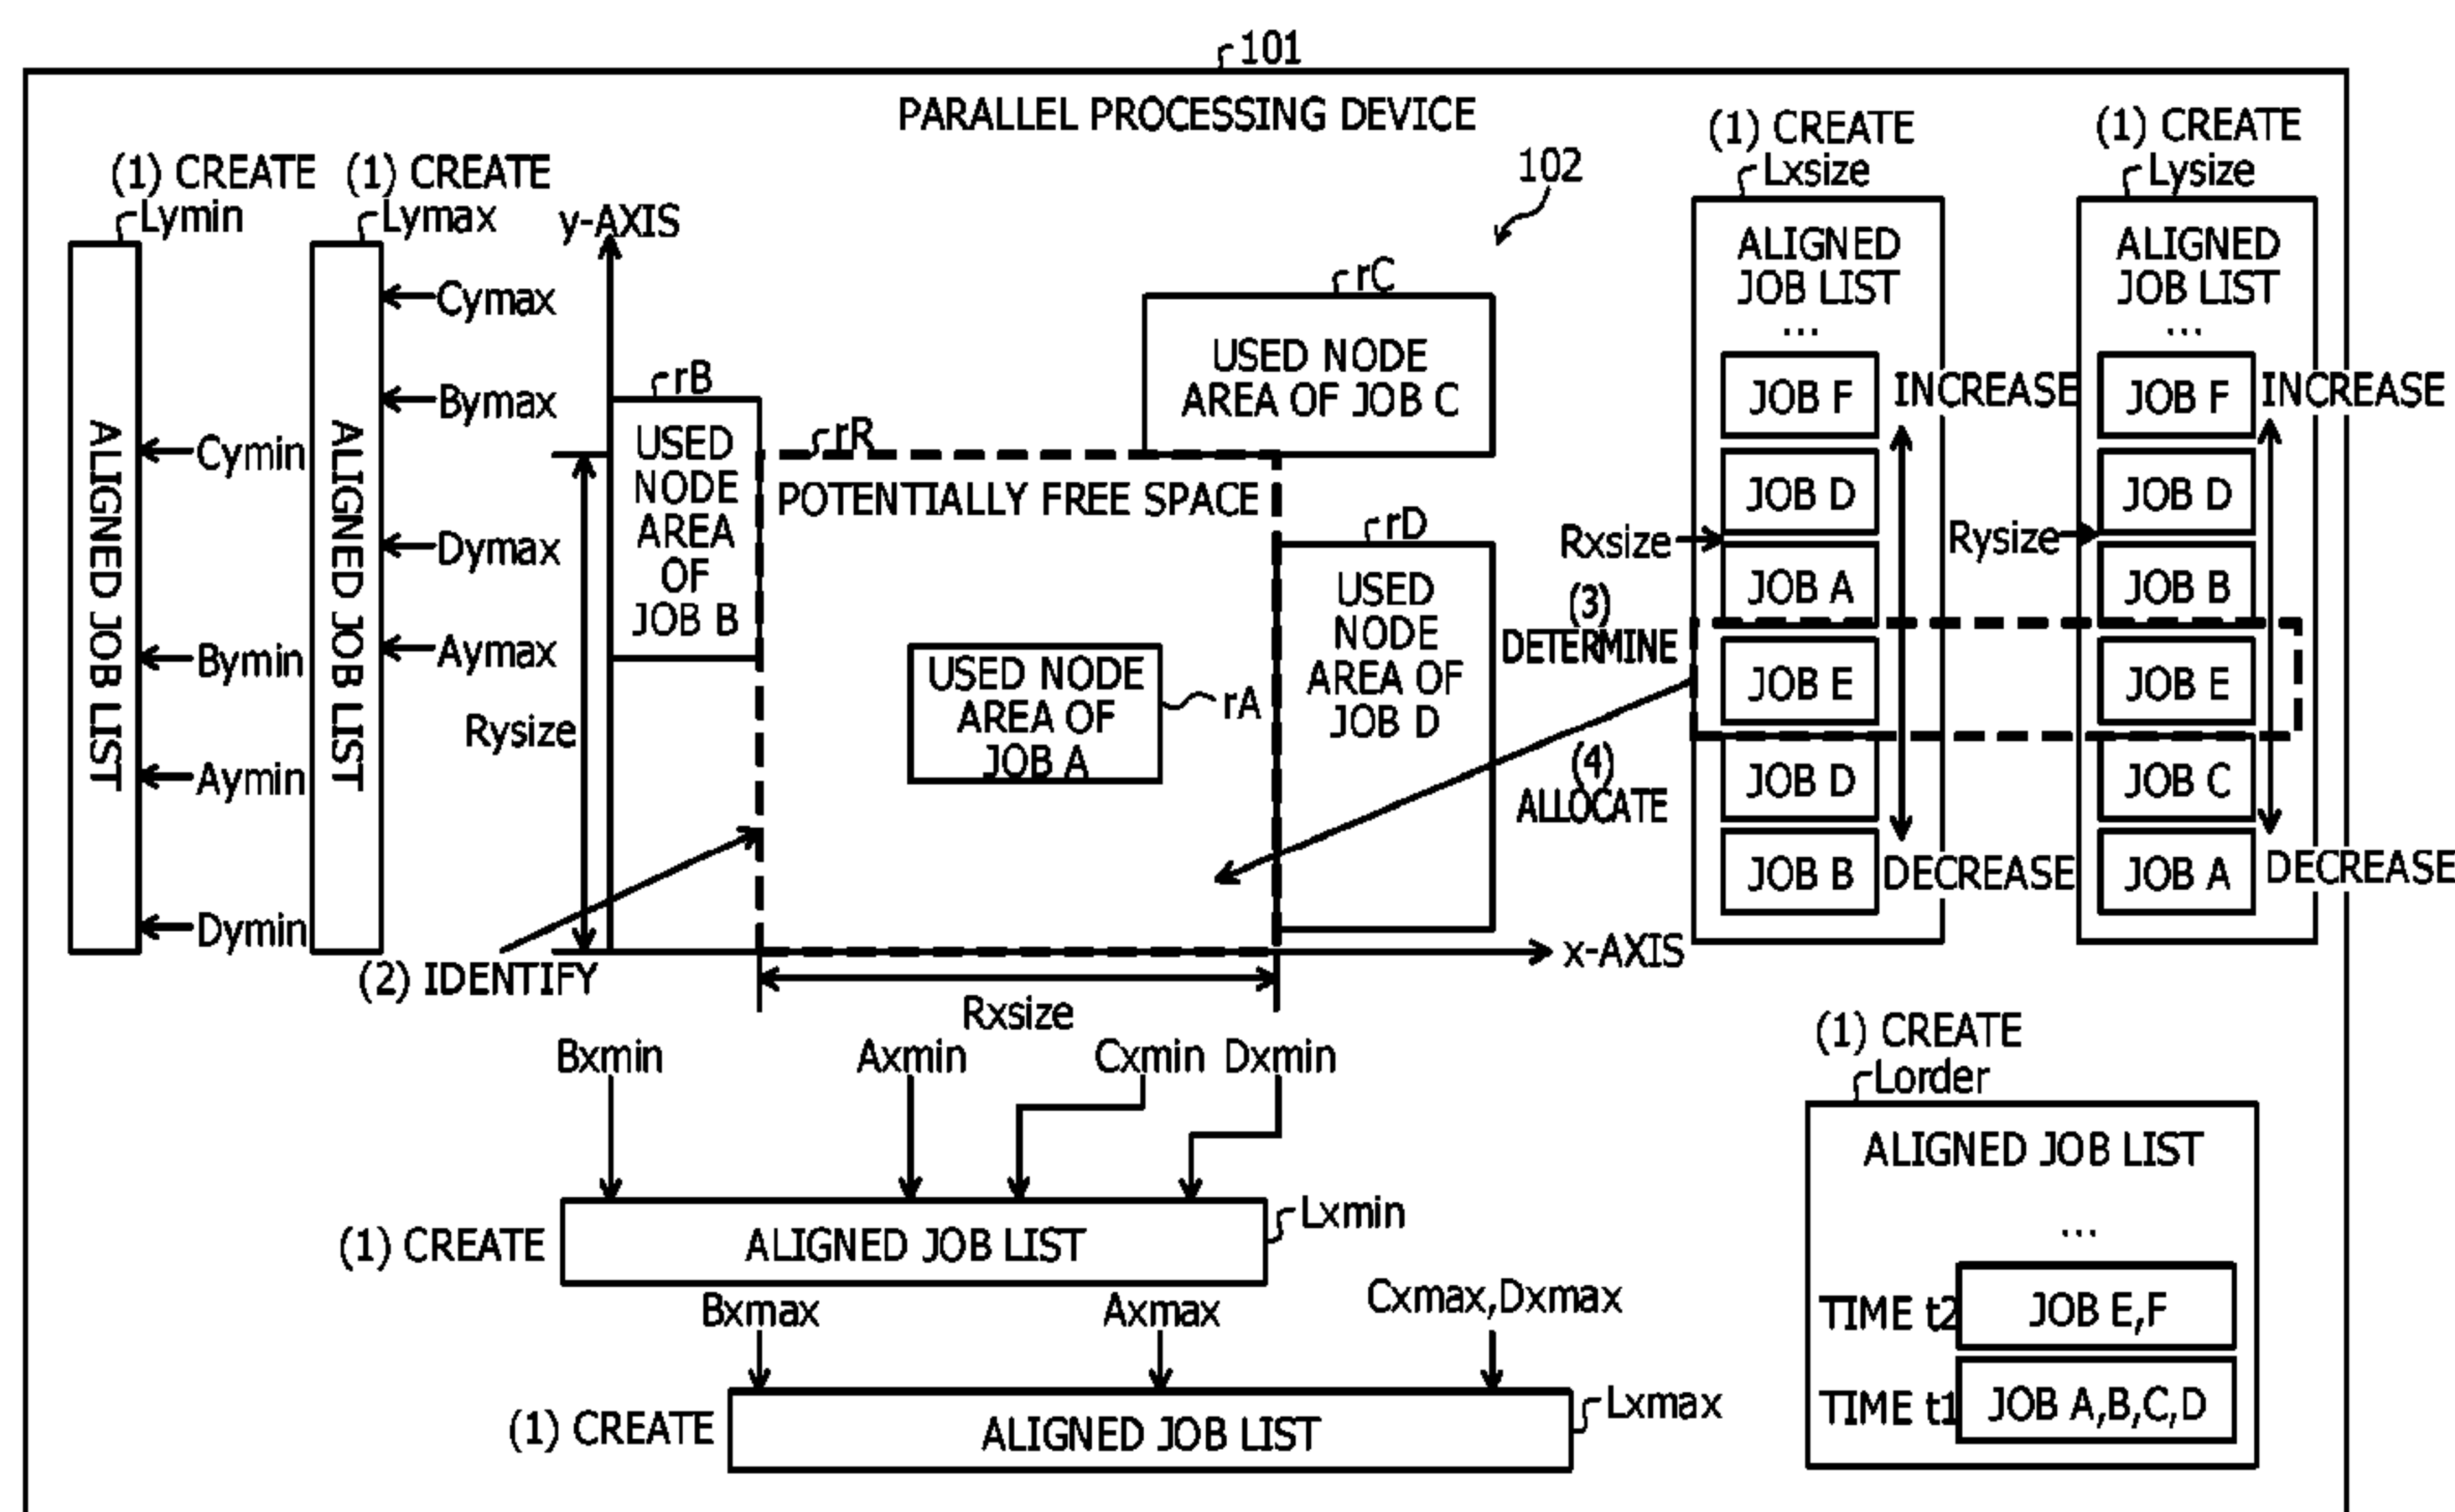 101
PARALLEL PROCESSING DEVICE
(1) CREATE
Lymin
(1) CREATE
Lymax
y-AXIS
102
(1) CREATE
Lxsize
(1) CREATE
Lysize
ALIGNED JOB LIST
Cymin
Bymin
Aymin
Dymin
ALIGNED JOB LIST
Cymax
Bymax
Dymax
Aymax
Rysize
(2) IDENTIFY
rB
USED
NODE
AREA
OF
JOB B
rC
USED NODE
AREA OF JOB C
rR
POTENTIALLY FREE SPACE
rD
USED
NODE
AREA OF
JOB D
USED NODE
AREA OF
JOB A
rA
x-AXIS
Rxsize
ALIGNED
JOB LIST
...
JOB F
JOB D
JOB A
JOB E
JOB D
JOB B
INCREASE
DECREASE
Rxsize
(3)
DETERMINE
(4)
ALLOCATE
ALIGNED
JOB LIST
...
JOB F
JOB D
JOB B
JOB E
JOB C
JOB A
INCREASE
DECREASE
Rysize
Bxmin
Axmin
Cxmin
Dxmin
(1) CREATE
ALIGNED JOB LIST
Lxmin
Bxmax
Axmax
Cxmax,Dxmax
(1) CREATE
ALIGNED JOB LIST
Lxmax
(1) CREATE
Lorder
ALIGNED JOB LIST
...
TIME t2
JOB E,F
TIME t1
JOB A,B,C,D